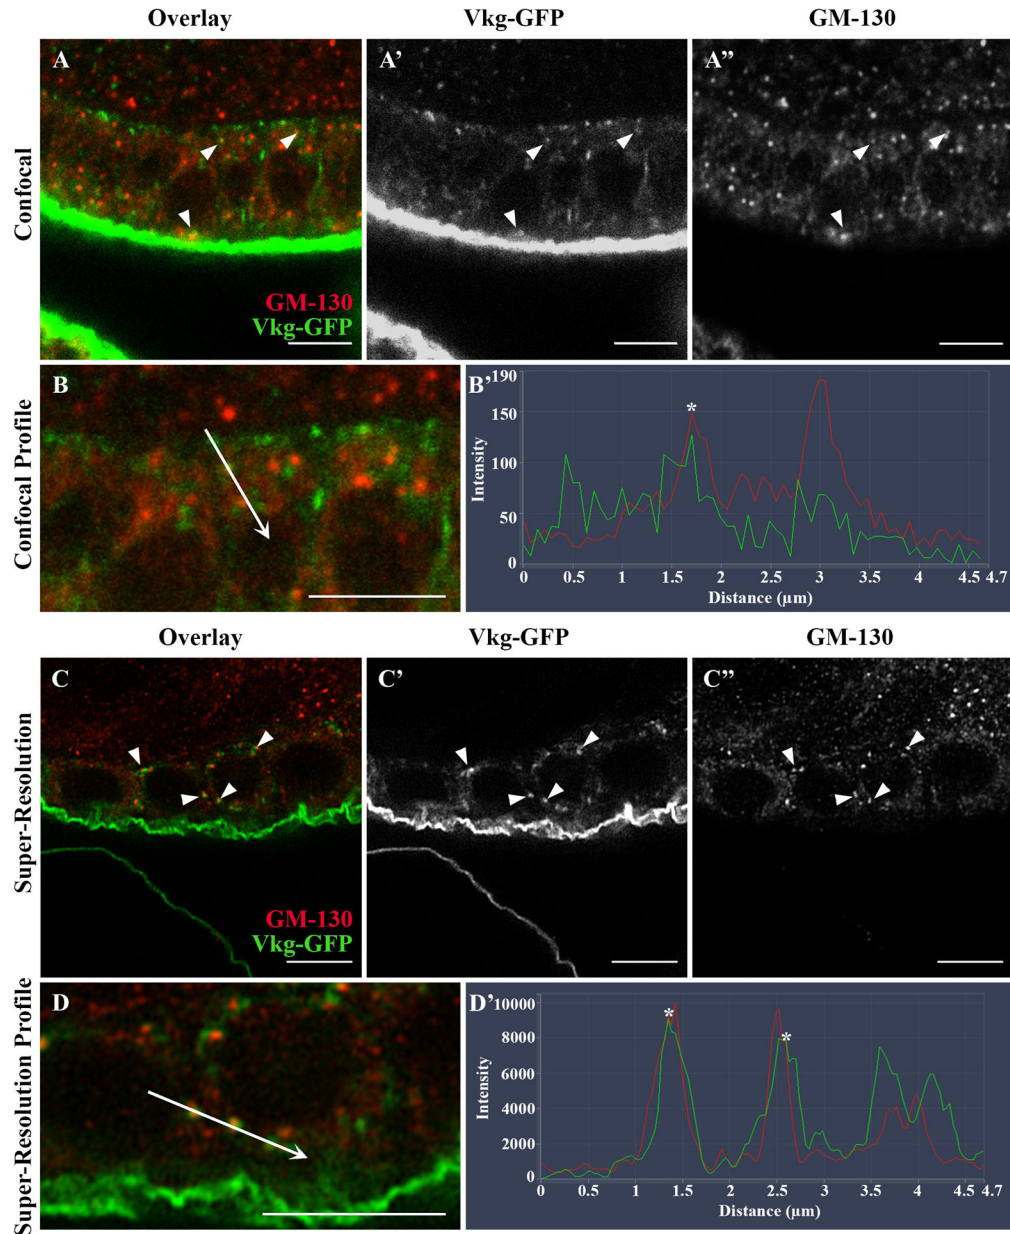 Overlay Vkg-GFP GM-130
Confocal
A A' A"
GM-130
Vkg-GFP
Confocal Profile
B B'
190
150
100
50
0
Intensity
*
0 0.5 1 1.5 2 2.5 3 3.5 4 4.5 4.7
Distance (µm)
Overlay Vkg-GFP GM-130
Super-Resolution
C C' C"
GM-130
Vkg-GFP
Super-Resolution Profile
D D'
10000
8000
6000
4000
2000
0
Intensity
* *
0 0.5 1 1.5 2 2.5 3 3.5 4 4.5 4.7
Distance (µm)